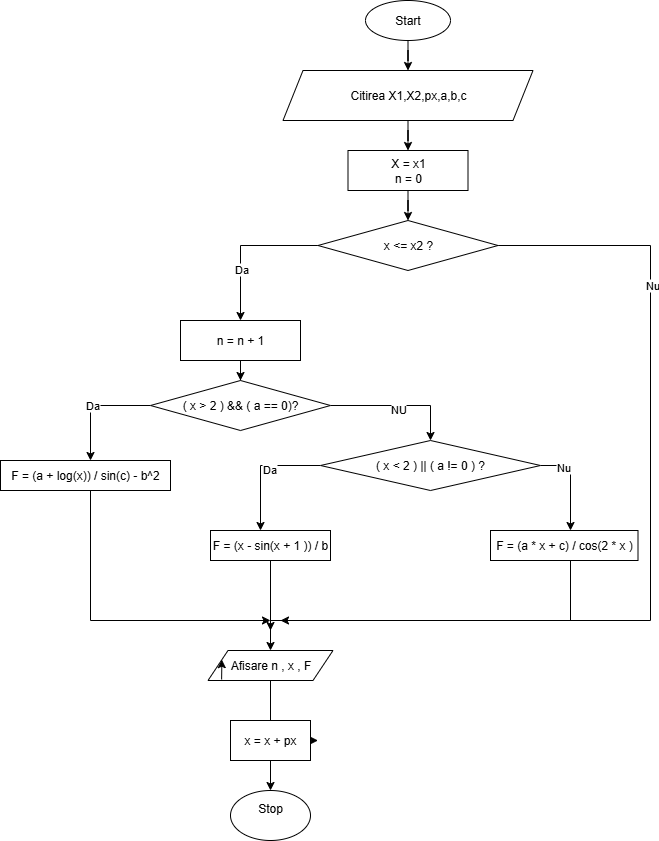 Start
Citirea X1,X2,px,a,b,c
X = x1
n = 0
x <= x2 ?
Da
Nu
n = n + 1
( x > 2 ) && ( a == 0)?
Da
NU
( x < 2 ) || ( a != 0 ) ?
Da
Nu
F = (a + log(x)) / sin(c) - b^2
F = (x - sin(x + 1 )) / b
F = (a * x + c) / cos(2 * x )
Afisare n , x , F
x = x + px
Stop